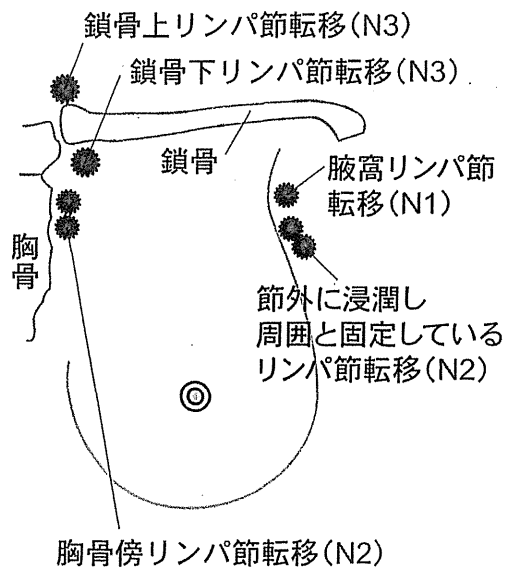 鎖骨上リンパ節転移(N3)
鎖骨下リンパ節転移(N3)
鎖骨
腋窩リンパ節
転移(N1)
胸骨
節外に浸潤し
周囲と固定している
リンパ節転移(N2)
胸骨傍リンパ節転移(N2)